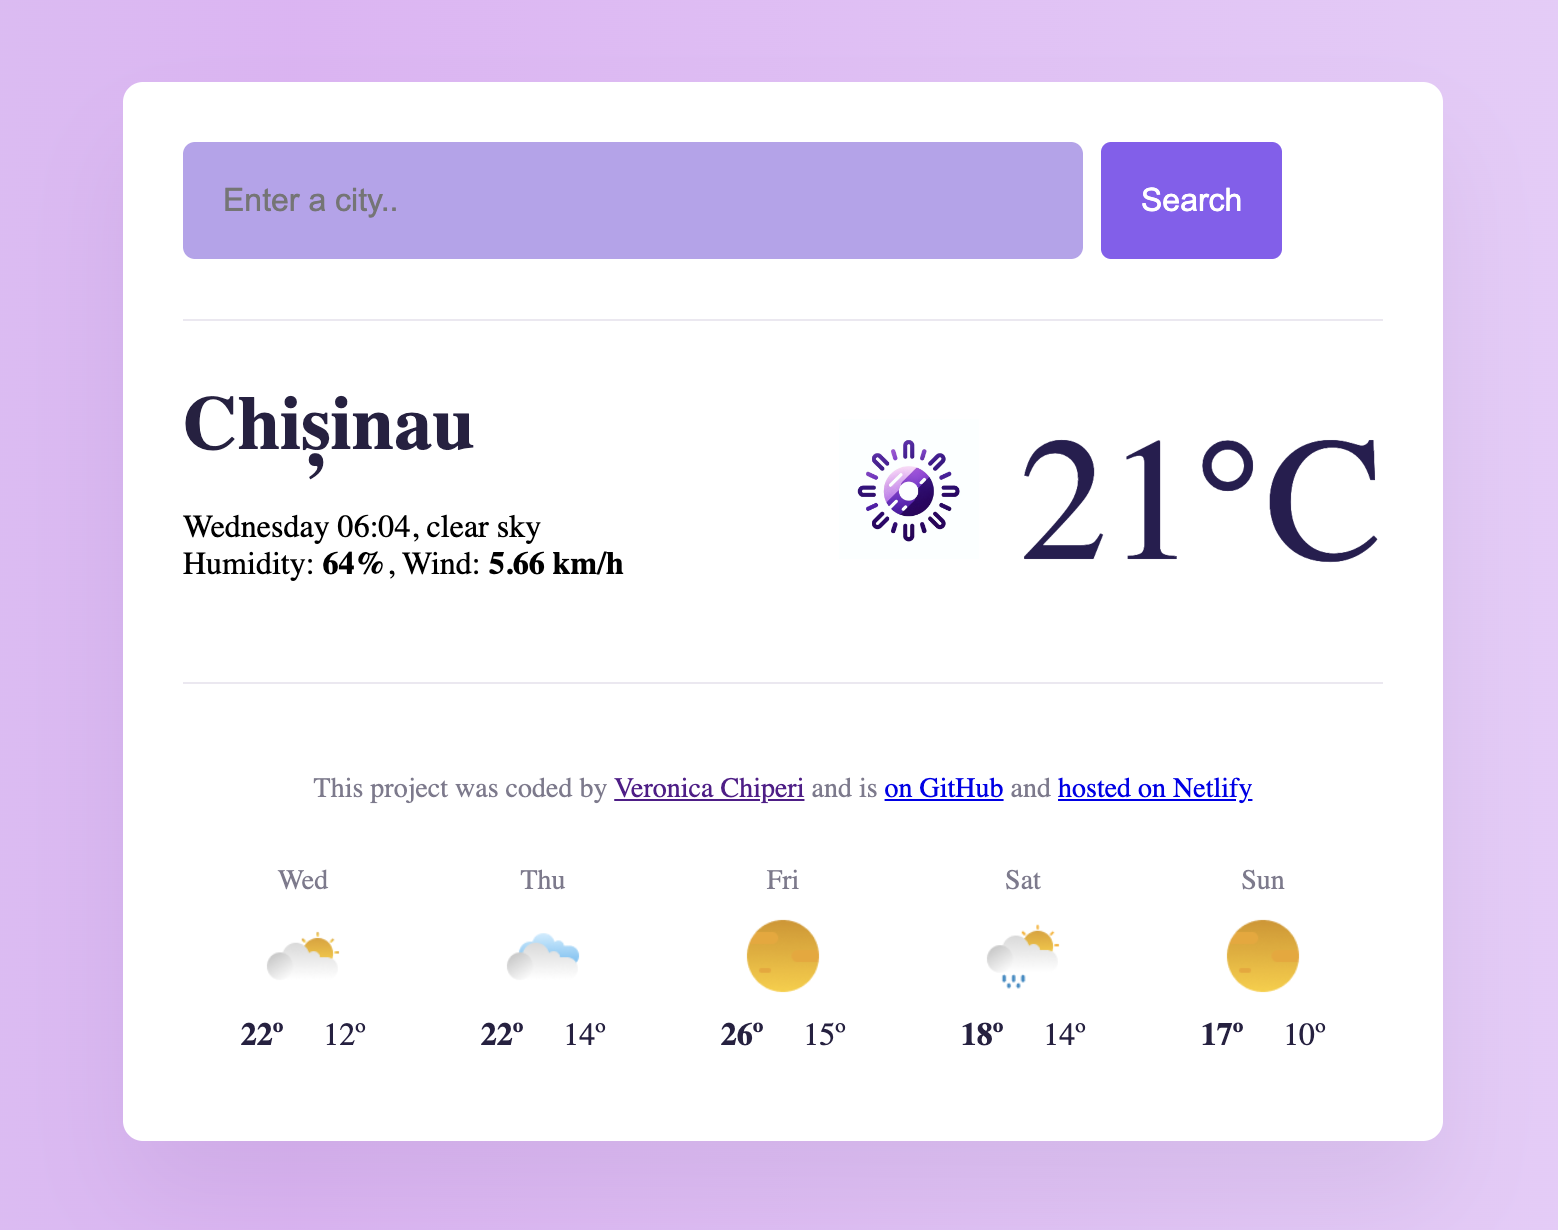 Enter a city..
Search
Chișinau
21°C
Wednesday 06:04, clear sky
Humidity: 64%, Wind: 5.66 km/h
This project was coded by Veronica Chiperi and is on GitHub and hosted on Netlify
Wed Thu Fri Sat Sun
22º 12º 22º 14º 26º 15º 18º 14º 17º 10º